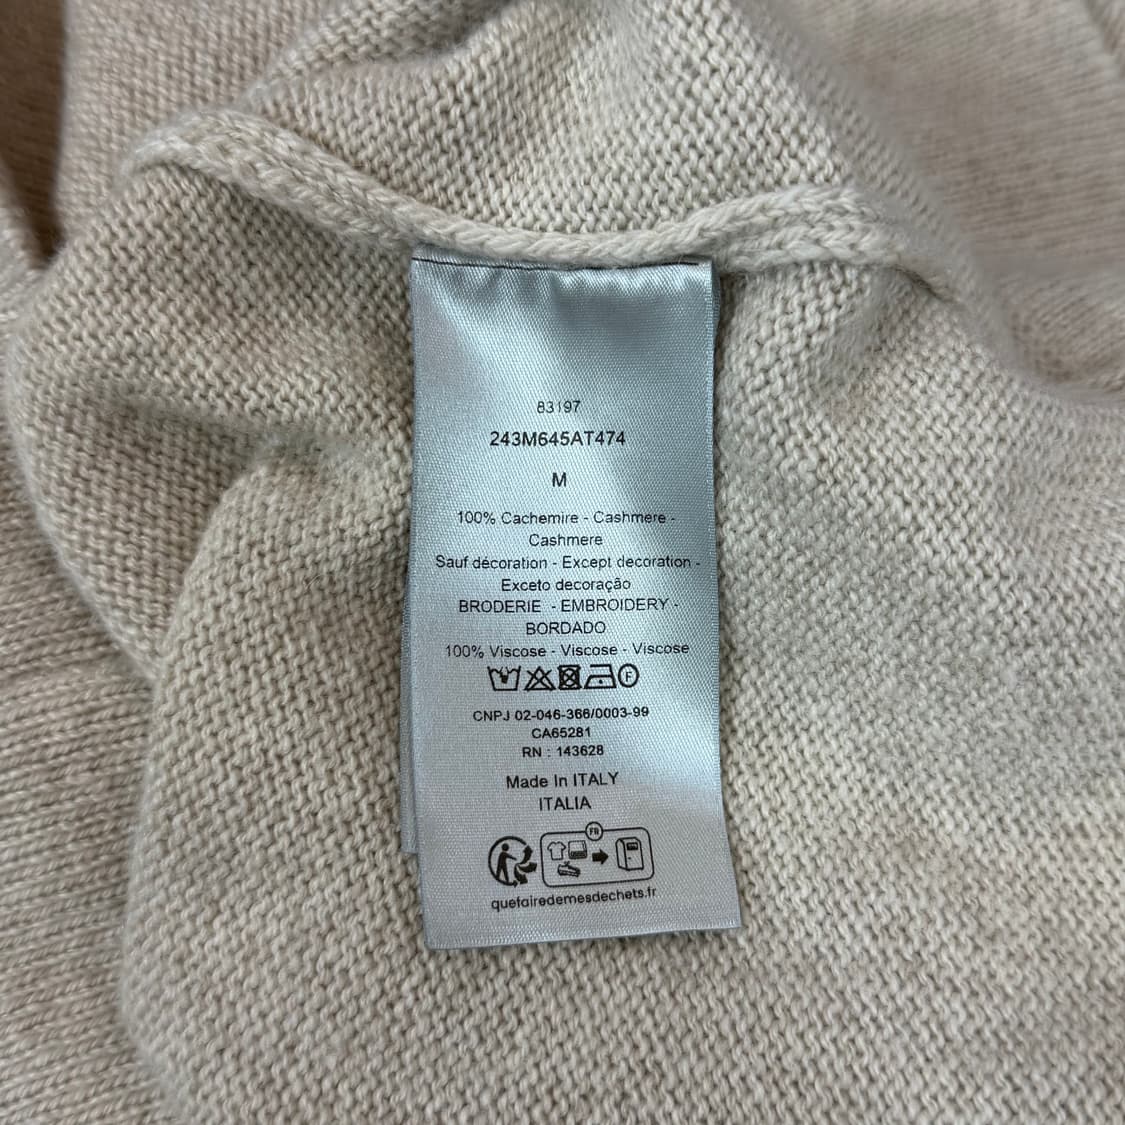 83197
243M645AT474
M
100% Cachemire - Cashmere -
Cashmere
Sauf décoration - Except decoration -
Exceto decoração
BRODERIE - EMBROIDERY -
BORDADO
100% Viscose - Viscose - Viscose
F
CNPJ 02-046-366/0003-99
CA65281
RN : 143628
Made In ITALY
ITALIA
FR
quefairedemesdechets.fr